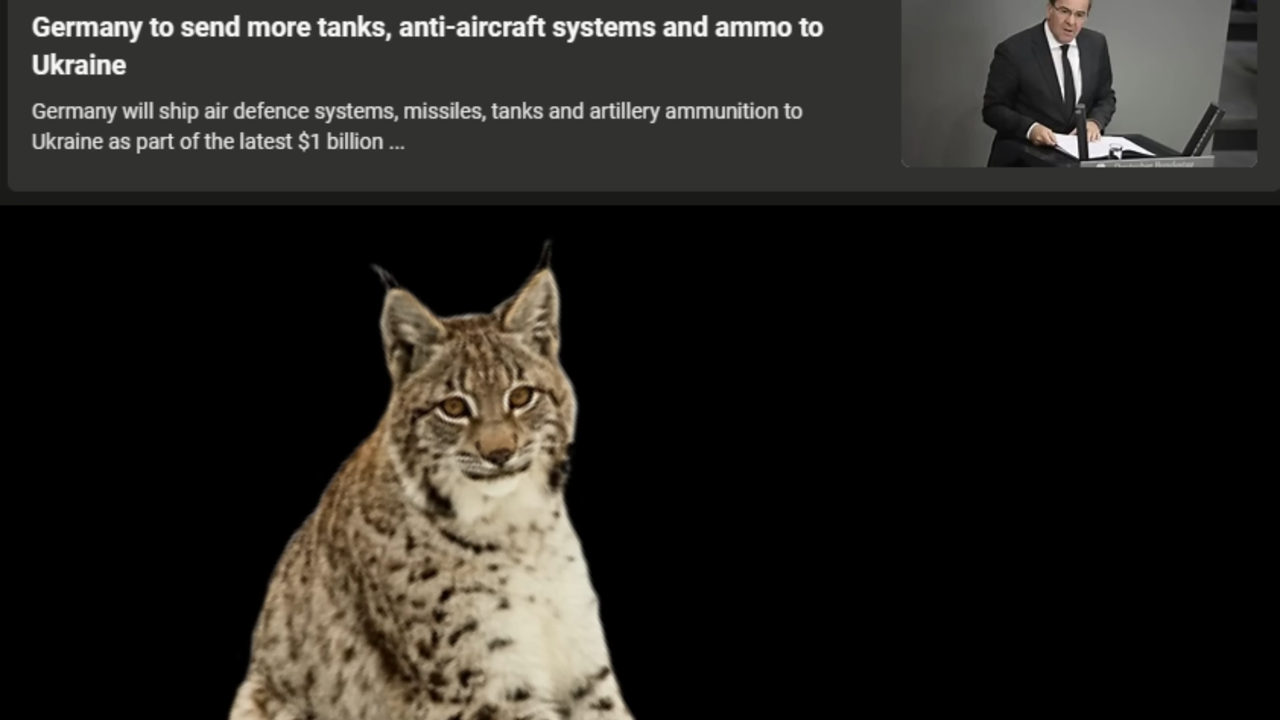 Germany to send more tanks, anti-aircraft systems and ammo to
Ukraine
Germany will ship air defence systems, missiles, tanks and artillery ammunition to
Ukraine as part of the latest $1 billion ...